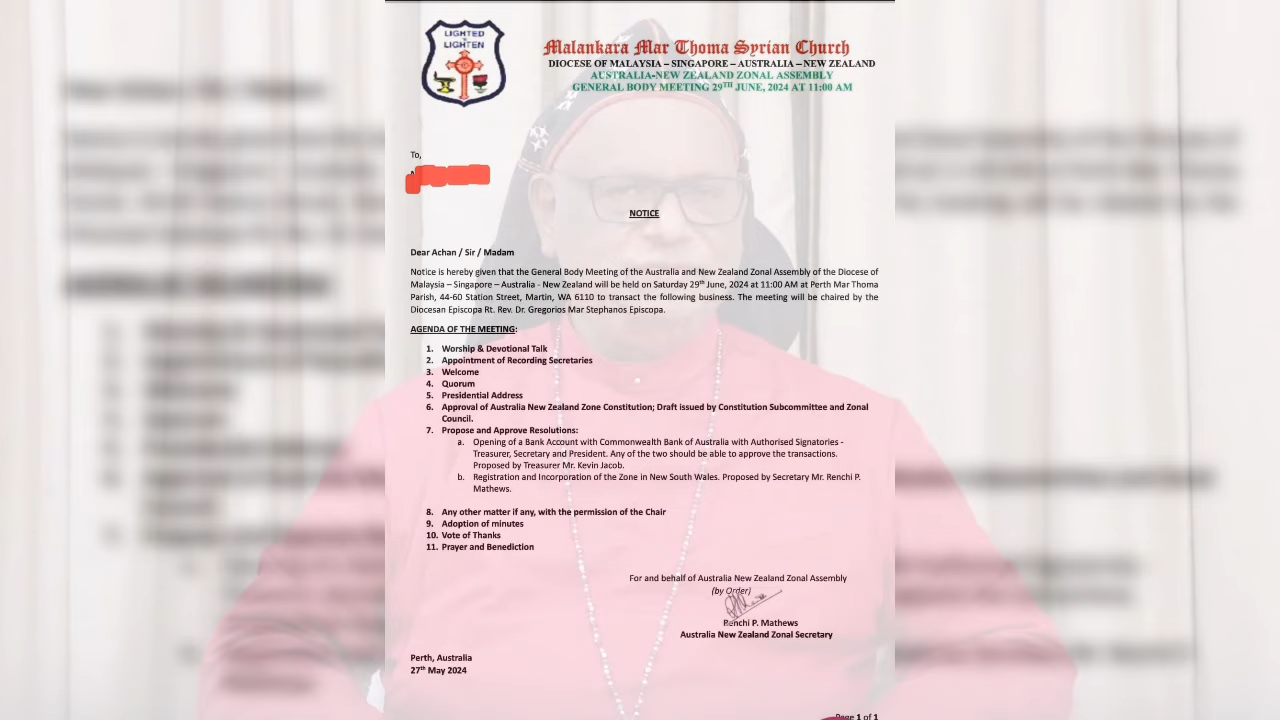 LIGHTED
TO
LIGHTEN
Malankara Mar Thoma Syrian Church
DIOCESE OF MALAYSIA – SINGAPORE – AUSTRALIA – NEW ZEALAND
AUSTRALIA-NEW ZEALAND ZONAL ASSEMBLY
GENERAL BODY MEETING 29TH JUNE, 2024 AT 11:00 AM
To,
NOTICE
Dear Achan / Sir / Madam
Notice is hereby given that the General Body Meeting of the Australia and New Zealand Zonal Assembly of the Diocese of
Malaysia – Singapore – Australia - New Zealand will be held on Saturday 29th June, 2024 at 11:00 AM at Perth Mar Thoma
Parish, 44-60 Station Street, Martin, WA 6110 to transact the following business. The meeting will be chaired by the
Diocesan Episcopa Rt. Rev. Dr. Gregorios Mar Stephanos Episcopa.
AGENDA OF THE MEETING:
1. Worship & Devotional Talk
2. Appointment of Recording Secretaries
3. Welcome
4. Quorum
5. Presidential Address
6. Approval of Australia New Zealand Zone Constitution; Draft issued by Constitution Subcommittee and Zonal
Council.
7. Propose and Approve Resolutions:
a. Opening of a Bank Account with Commonwealth Bank of Australia with Authorised Signatories -
Treasurer, Secretary and President. Any of the two should be able to approve the transactions.
Proposed by Treasurer Mr. Kevin Jacob.
b. Registration and Incorporation of the Zone in New South Wales. Proposed by Secretary Mr. Renchi P.
Mathews.
8. Any other matter if any, with the permission of the Chair
9. Adoption of minutes
10. Vote of Thanks
11. Prayer and Benediction
For and behalf of Australia New Zealand Zonal Assembly
(by Order)
Renchi P. Mathews
Australia New Zealand Zonal Secretary
Perth, Australia
27th May 2024
Page 1 of 1